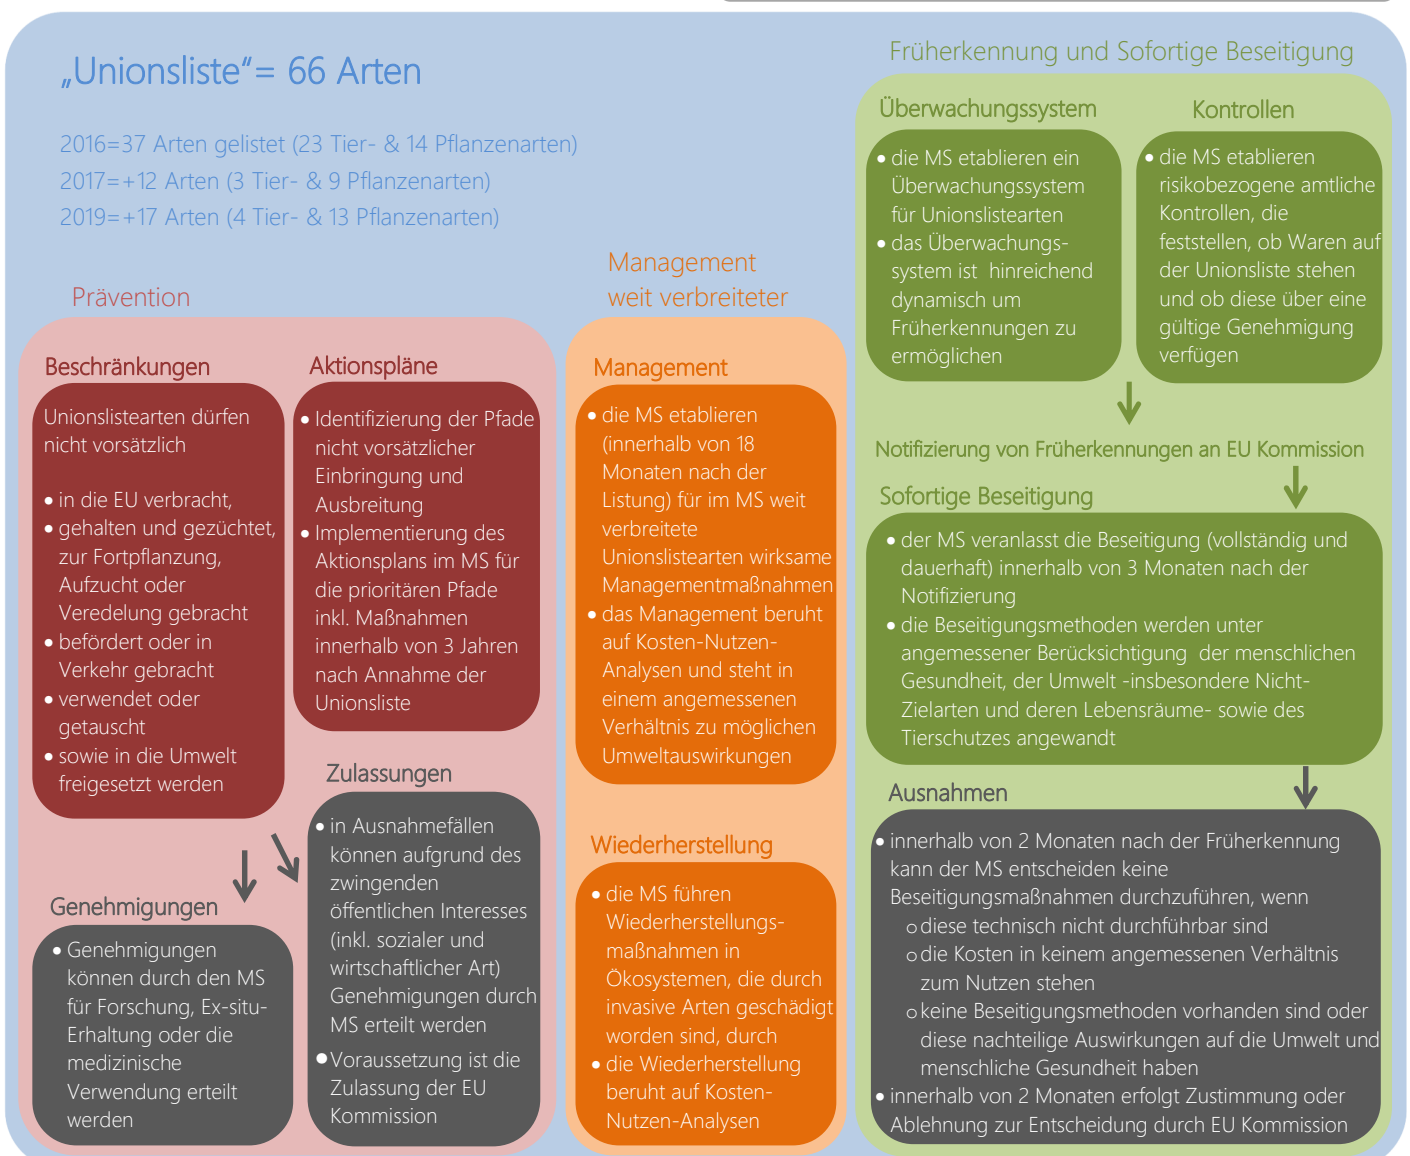 „Unionsliste“= 66 Arten
2016=37 Arten gelistet (23 Tier- & 14 Pflanzenarten)
2017=+12 Arten (3 Tier- & 9 Pflanzenarten)
2019=+17 Arten (4 Tier- & 13 Pflanzenarten)
Prävention
Beschränkungen
Unionslistearten dürfen
nicht vorsätzlich
• in die EU verbracht,
• gehalten und gezüchtet,
zur Fortpflanzung,
Aufzucht oder
Veredelung gebracht
• befördert oder in
Verkehr gebracht
• verwendet oder
getauscht
• sowie in die Umwelt
freigesetzt werden
Aktionspläne
• Identifizierung der Pfade
nicht vorsätzlicher
Einbringung und
Ausbreitung
• Implementierung des
Aktionsplans im MS für
die prioritären Pfade
inkl. Maßnahmen
innerhalb von 3 Jahren
nach Annahme der
Unionsliste
Genehmigungen
• Genehmigungen
können durch den MS
für Forschung, Ex-situ-
Erhaltung oder die
medizinische
Verwendung erteilt
werden
Zulassungen
• in Ausnahmefällen
können aufgrund des
zwingenden
öffentlichen Interesses
(inkl. sozialer und
wirtschaftlicher Art)
Genehmigungen durch
MS erteilt werden
• Voraussetzung ist die
Zulassung der EU
Kommission
Management
weit verbreiteter
Management
• die MS etablieren
(innerhalb von 18
Monaten nach der
Listung) für im MS weit
verbreitete
Unionslistearten wirksame
Managementmaßnahmen
• das Management beruht
auf Kosten-Nutzen-
Analysen und steht in
einem angemessenen
Verhältnis zu möglichen
Umweltauswirkungen
Wiederherstellung
• die MS führen
Wiederherstellungs-
maßnahmen in
Ökosystemen, die durch
invasive Arten geschädigt
worden sind, durch
• die Wiederherstellung
beruht auf Kosten-
Nutzen-Analysen
Früherkennung und Sofortige Beseitigung
Überwachungssystem
• die MS etablieren ein
Überwachungssystem
für Unionslistearten
• das Überwachungs-
system ist hinreichend
dynamisch um
Früherkennungen zu
ermöglichen
Kontrollen
• die MS etablieren
risikobezogene amtliche
Kontrollen, die
feststellen, ob Waren auf
der Unionsliste stehen
und ob diese über eine
gültige Genehmigung
verfügen
Notifizierung von Früherkennungen an EU Kommission
Sofortige Beseitigung
• der MS veranlasst die Beseitigung (vollständig und
dauerhaft) innerhalb von 3 Monaten nach der
Notifizierung
• die Beseitigungsmethoden werden unter
angemessener Berücksichtigung der menschlichen
Gesundheit, der Umwelt -insbesondere Nicht-
Zielarten und deren Lebensräume- sowie des
Tierschutzes angewandt
Ausnahmen
• innerhalb von 2 Monaten nach der Früherkennung
kann der MS entscheiden keine
Beseitigungsmaßnahmen durchzuführen, wenn
o diese technisch nicht durchführbar sind
o die Kosten in keinem angemessenen Verhältnis
zum Nutzen stehen
o keine Beseitigungsmethoden vorhanden sind oder
diese nachteilige Auswirkungen auf die Umwelt und
menschliche Gesundheit haben
• innerhalb von 2 Monaten erfolgt Zustimmung oder
Ablehnung zur Entscheidung durch EU Kommission